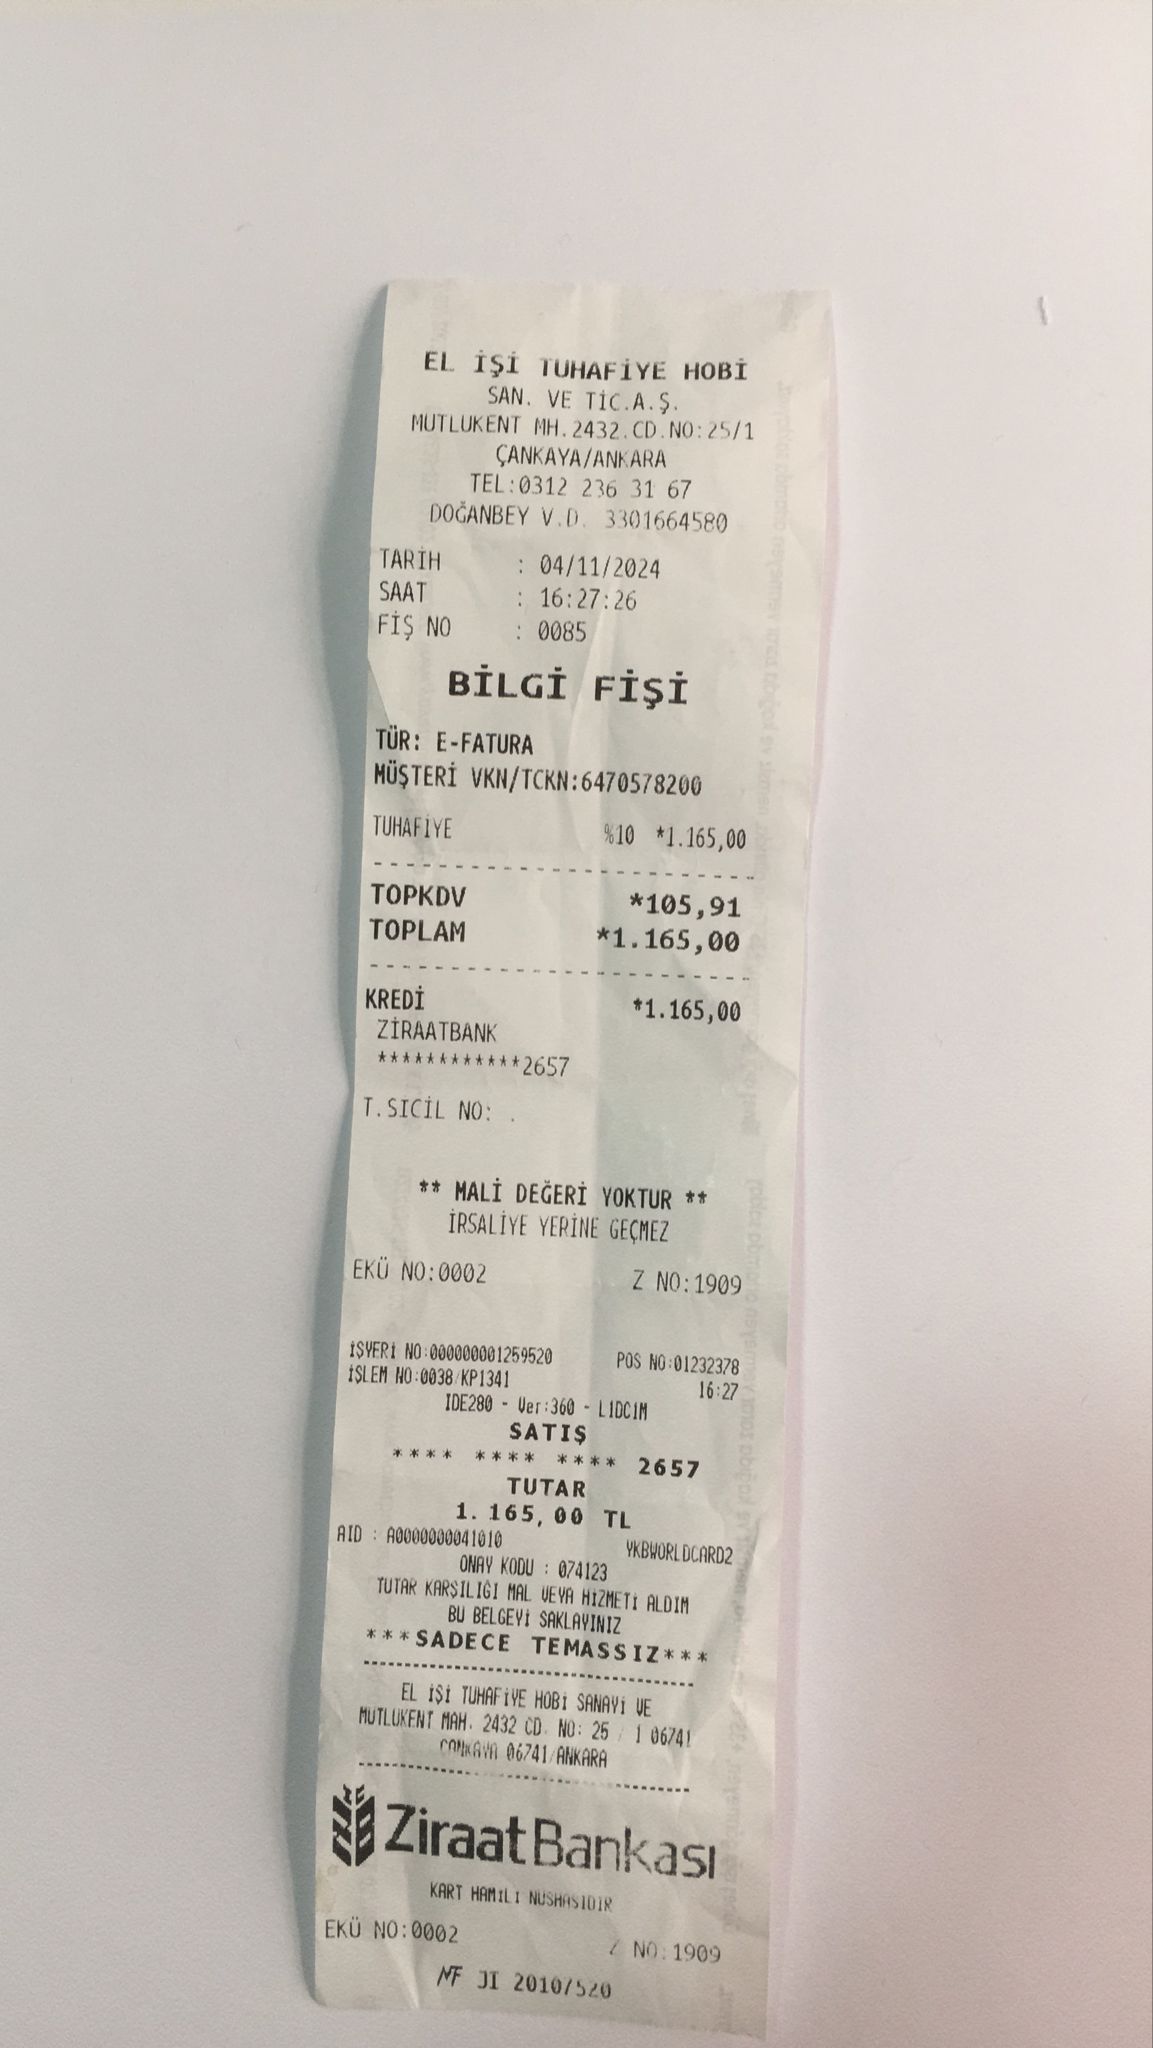 EL İŞİ TUHAFİYE HOBİ
SAN. VE TİC.A.Ş.
MUTLUKENT MH.2432.CD.NO:25/1
ÇANKAYA/ANKARA
TEL:0312 236 31 67
DOĞANBEY V.D. 3301664580
TARİH : 04/11/2024
SAAT : 16:27:26
FİŞ NO : 0085
BİLGİ FİŞİ
TÜR: E-FATURA
MÜŞTERİ VKN/TCKN:6470578200
TUHAFİYE %10 *1.165,00
TOPKDV *105,91
TOPLAM *1.165,00
KREDİ *1.165,00
ZİRAATBANK
************2657
T.SICİL NO: .
** MALİ DEĞERİ YOKTUR **
İRSALİYE YERİNE GEÇMEZ
EKÜ NO:0002 Z NO:1909
İŞYERİ NO:000000001259520 POS NO:01232378
İŞLEM NO:0038/KP1341 16:27
IDE280 - Ver:360 - L1DC1M
SATIŞ
**** **** **** 2657
TUTAR
1.165,00 TL
AID : A0000000041010 YKBWORLDCARD2
ONAY KODU : 074123
TUTAR KARŞILIĞI MAL VEYA HİZMETİ ALDIM
BU BELGEYİ SAKLAYINIZ
***SADECE TEMASSIZ***
EL İŞİ TUHAFİYE HOBİ SANAYİ VE
MUTLUKENT MAH. 2432 CD. NO: 25 / 1 06741
ÇANKAYA 06741/ANKARA
Ziraat Bankası
KART HAMİLİ NUSHASIDIR
EKÜ NO:0002 Z NO:1909
MF JI 2010/520